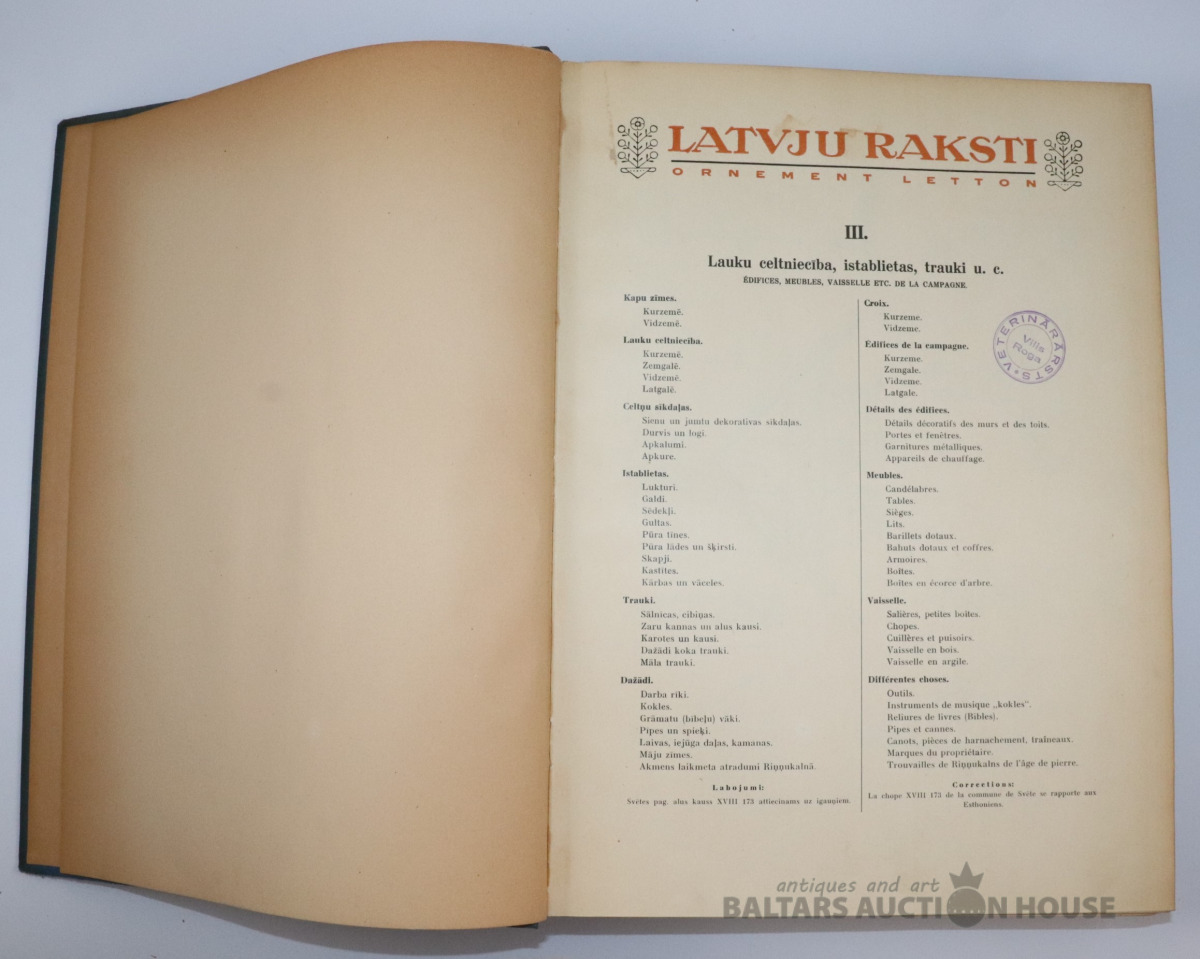 LATVJU RAKSTI
ORNEMENT LETTON
III.
Lauku celtniecība, istablietas, trauki u. c.
ÉDIFICES, MEUBLES, VAISSELLE ETC. DE LA CAMPAGNE.
Kapu zīmes.
Kurzemē.
Vidzemē.
Lauku celtniecība.
Kurzemē.
Zemgalē.
Vidzemē.
Latgalē.
Celtņu sīkdaļas.
Sienu un jumtu dekorativas sīkdaļas.
Durvis un logi.
Apkalumi.
Apkure.
Istablietas.
Lukturi.
Galdi.
Sēdekļi.
Gultas.
Pūra tines.
Pūra lādes un šķirsti.
Skapji.
Kastītes.
Kārbas un vāceles.
Trauki.
Sālnicas, cibiņas.
Zaru kannas un alus kausi.
Karotes un kausi.
Dažādi koka trauki.
Māla trauki.
Dažādi.
Darba rīki.
Kokles.
Grāmatu (bibeļu) vāki.
Pīpes un spieķi.
Laivas, iejūga daļas, kamanas.
Māju zīmes.
Akmens laikmeta atradumi Riņņukalnā.
Labojumi:
Svētes pag. alus kauss XVIII 173 attiecinams uz igauņiem.
Croix.
Kurzeme.
Vidzeme.
Édifices de la campagne.
Kurzeme.
Zemgale.
Vidzeme.
Latgale.
Détails des édifices.
Détails décoratifs des murs et des toits.
Portes et fenêtres.
Garnitures métalliques.
Appareils de chauffage.
Meubles.
Candélabres.
Tables.
Sièges.
Lits.
Barillets dotaux.
Bahuts dotaux et coffres.
Armoires.
Boîtes.
Boîtes en écorce d'arbre.
Vaisselle.
Salières, petites boîtes.
Chopes.
Cuillères et puisoirs.
Vaisselle en bois.
Vaisselle en argile.
Différentes choses.
Outils.
Instruments de musique „kokles".
Reliures de livres (Bibles).
Pipes et cannes.
Canots, pièces de harnachement, traîneaux.
Marques du propriétaire.
Trouvailles de Riņņukalns de l'âge de pierre.
Corrections:
La chope XVIII 173 de la commune de Svēte se rapporte aux
Esthoniens.
VETERINĀRĀRSTS
Vilis
Roga
antiques and art
BALTARS AUCTION HOUSE